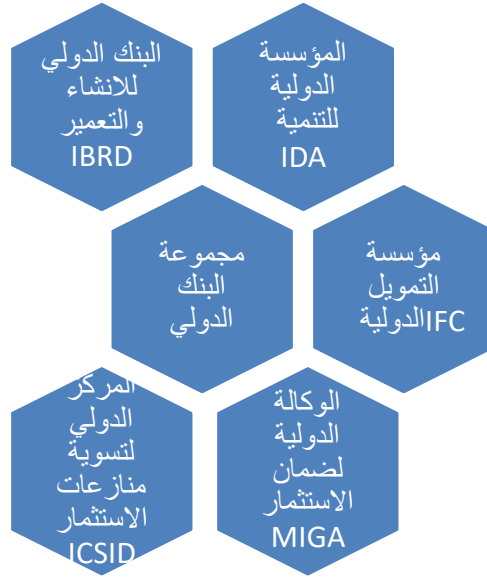 المؤسسة
الدولية
للتنمية
IDA
البنك الدولي
للانشاء
والتعمير
IBRD
مؤسسة
التمويل
الدولية IFC
مجموعة
البنك
الدولي
الوكالة
الدولية
لضمان
الاستثمار
MIGA
المركز
الدولي
لتسوية
منازعات
الاستثمار
ICSID